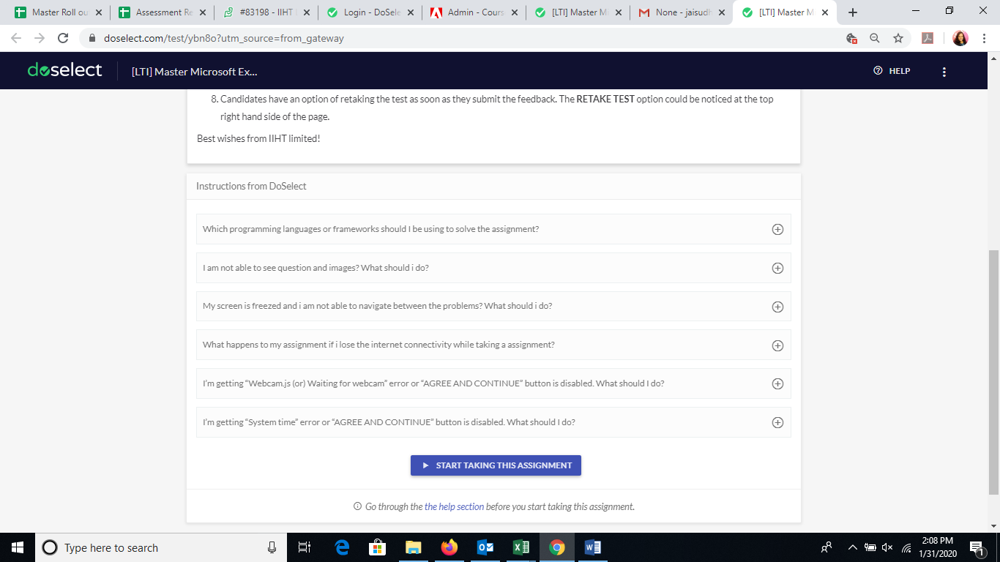 Master Roll ou
Assessment Re
#83198 - IIHT
Login - DoSele
Admin - Cours
[LTI] Master Mi
None - jaisudh
[LTI] Master M
doselect.com/test/ybn8o?utm_source=from_gateway
doselect
[LTI] Master Microsoft Ex...
HELP
8. Candidates have an option of retaking the test as soon as they submit the feedback. The RETAKE TEST option could be noticed at the top
right hand side of the page.
Best wishes from IIHT limited!
Instructions from DoSelect
Which programming languages or frameworks should I be using to solve the assignment?
I am not able to see question and images? What should i do?
My screen is freezed and i am not able to navigate between the problems? What should i do?
What happens to my assignment if i lose the internet connectivity while taking a assignment?
I'm getting “Webcam.js (or) Waiting for webcam” error or “AGREE AND CONTINUE” button is disabled. What should I do?
I'm getting “System time” error or “AGREE AND CONTINUE” button is disabled. What should I do?
START TAKING THIS ASSIGNMENT
Go through the the help section before you start taking this assignment.
Type here to search
2:08 PM
1/31/2020
1